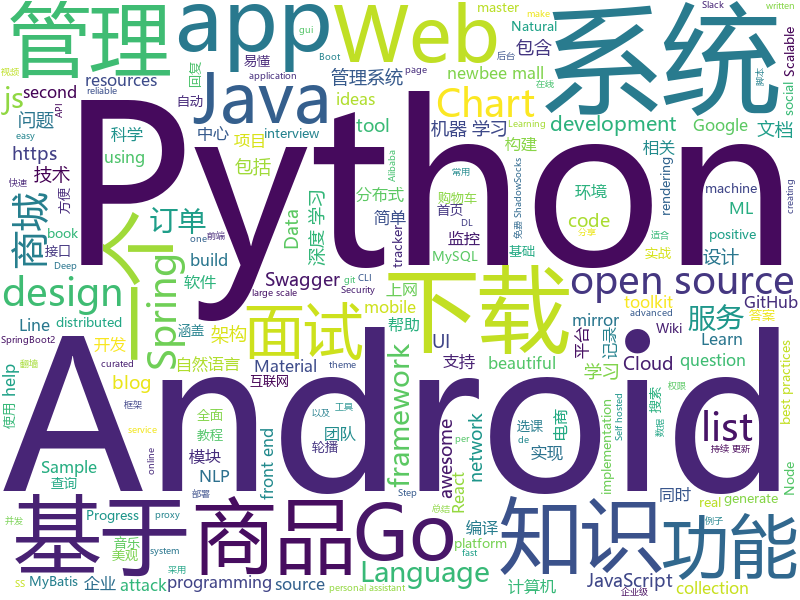 管理
app
Web
系统
master
Slack
written
gui
易懂
Boot
Natural
后台
make
视频
包含
page
脚本
Scalable
js
resources
second
回复
application
管理系统
newbee mall
在线
social
API
reliable
自动
ideas
Java
Chart
问题
easy
科学
中心
项目
interview
tool
机器 学习
development
Google
文档
https
using
包括
Learning
构建
相关
快速
技术
Alibaba
常用
rendering
方便
book
Data
分布式
购物车
DL
免费
ShadowSocks
环境
machine
creating
商城
订单
深度 学习
简单
首页
code
ML
接口
one
前端
tracker
监控
基础
分享
适合
positive
Python
build
MySQL
实战
设计
Deep
软件
Swagger
上网
git
CLI
Security
large scale
mobile
design
Spring
一个
下载
open source
面试
帮助
mirror
toolkit
GitHub
答案
Line
distributed
架构
记录
Wiki
服务
SpringBoot2
涵盖
UI
平台
advanced
开发
Material
支持
Cloud
Learn
best practices
翻墙
curated
自然语言
beautiful
学习
question
使用
help
blog
互联网
theme
framework
搜索
权限
Android
list
框架
全面
awesome
选课
电商
implementation
Self hosted
数据
模块
教程
团队
以及
工具
per
de
持续 更新
front end
NLP
轮播
network
实现
Sample
service
online
React
Step
同时
Node
查询
部署
real
generate
基于
商品
Go
知识
功能
Progress
proxy
总结
编译
并发
音乐
system
platform
例子
美观
采用
fast
Language
SS
MyBatis
企业
attack
programming
source
personal assistant
计算机
JavaScript
企业级
collection